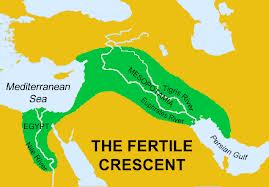 Mediterranean
Sea
MESOPOTAMIA
Tigris River
Euphrates River
EGYPT
Nile River
Persian Gulf
THE FERTILE
CRESCENT